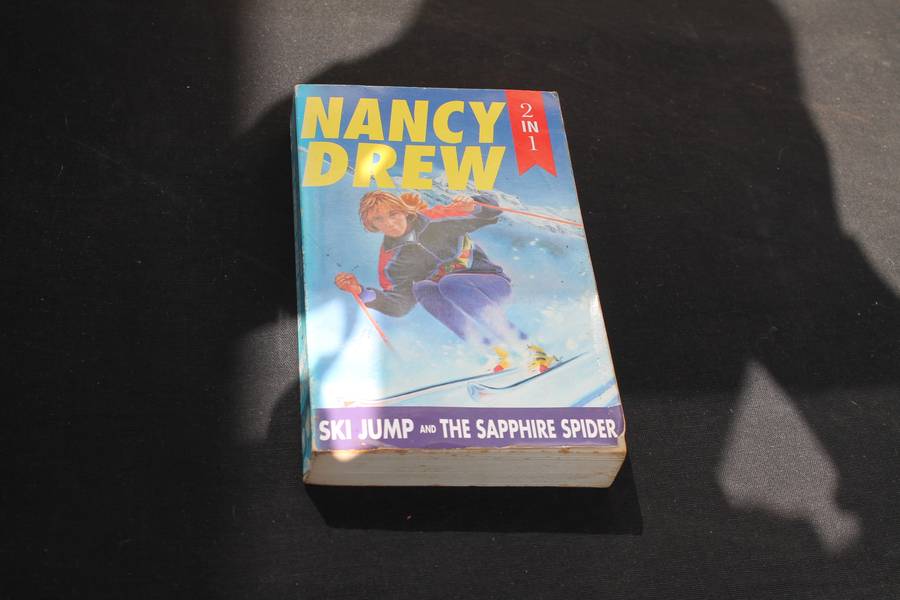 NANCY
DREW
2
IN
1
SKI JUMP AND THE SAPPHIRE SPIDER